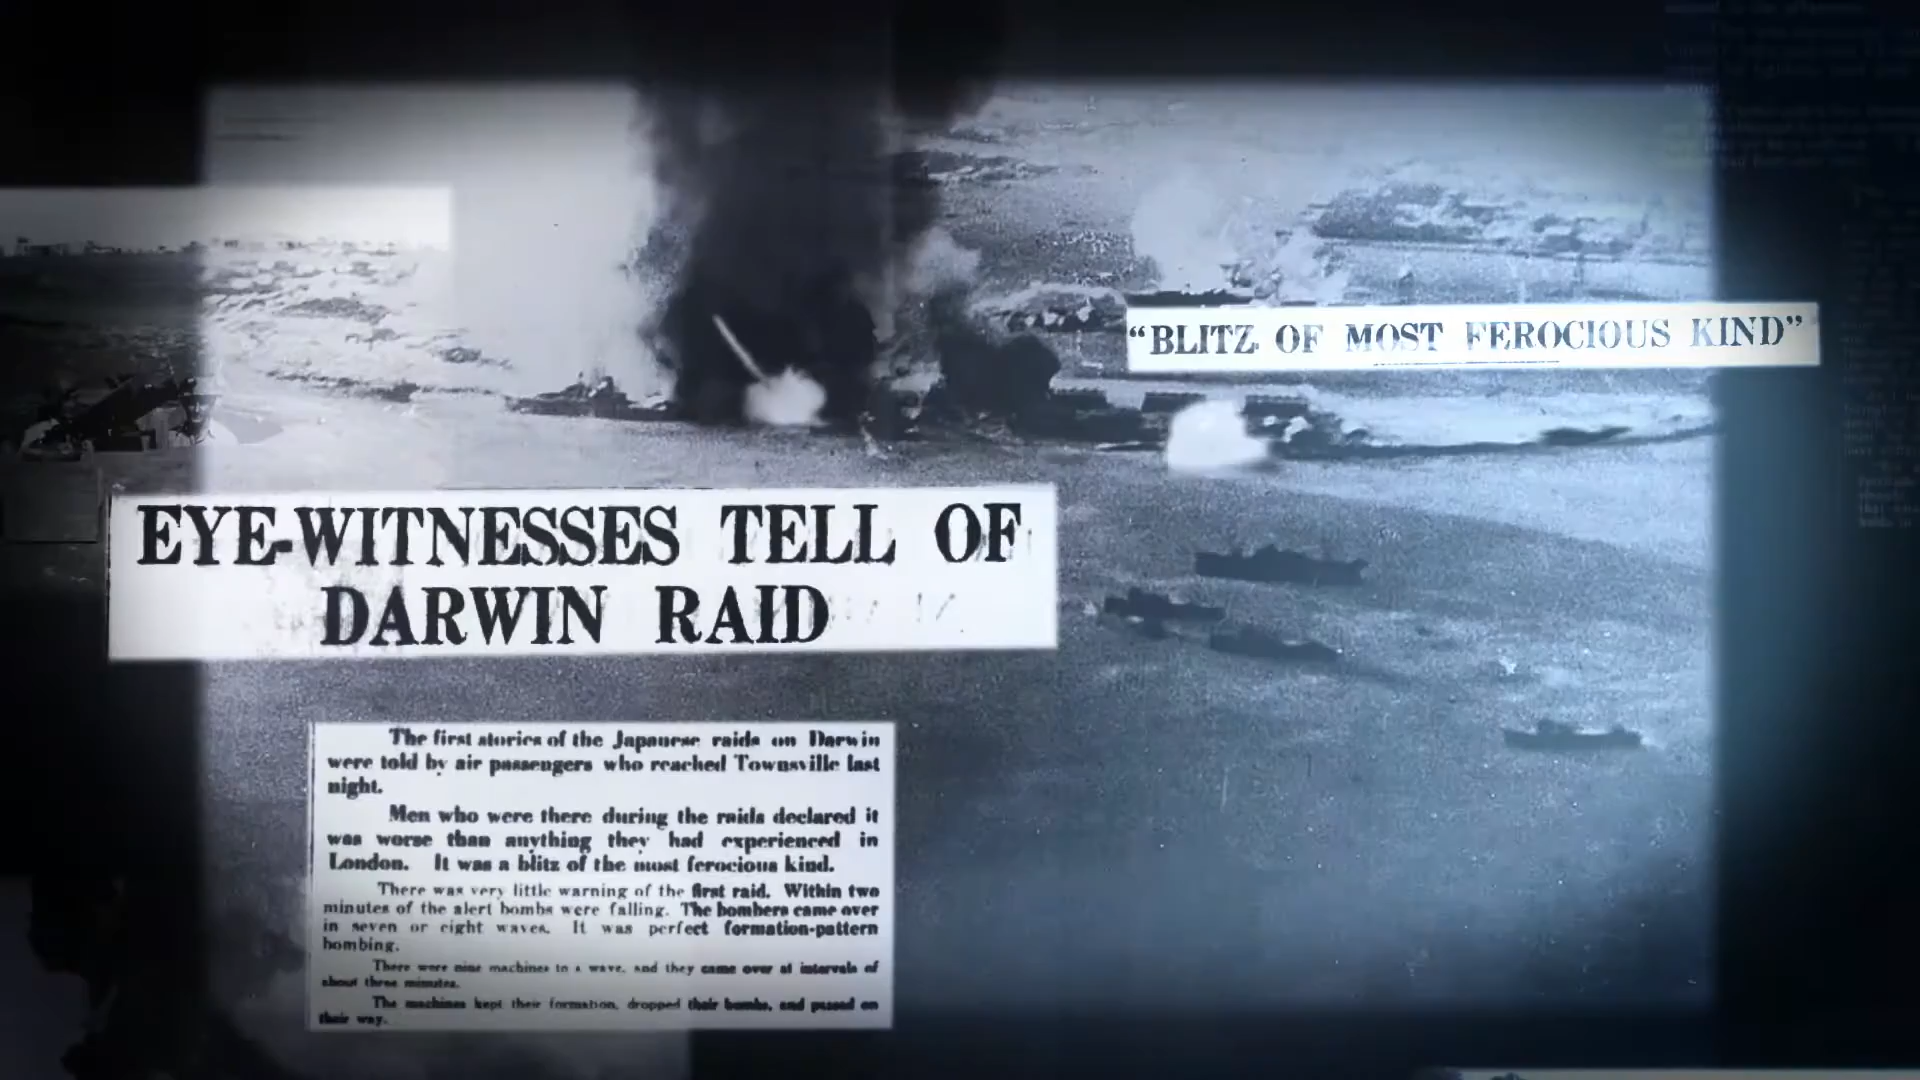 “BLITZ OF MOST FEROCIOUS KIND”
EYE-WITNESSES TELL OF
DARWIN RAID
The first stories of the Japanese raids on Darwin
were told by air passengers who reached Townsville last
night.
Men who were there during the raids declared it
was worse than anything they had experienced in
London. It was a blitz of the most ferocious kind.
There was very little warning of the first raid. Within two
minutes of the alert bombs were falling. The bombers came over
in seven or eight waves. It was perfect formation-pattern
bombing.
There were nine machines to a wave, and they came over at intervals of
about three minutes.
The machines kept their formation, dropped their bombs, and passed on
their way.